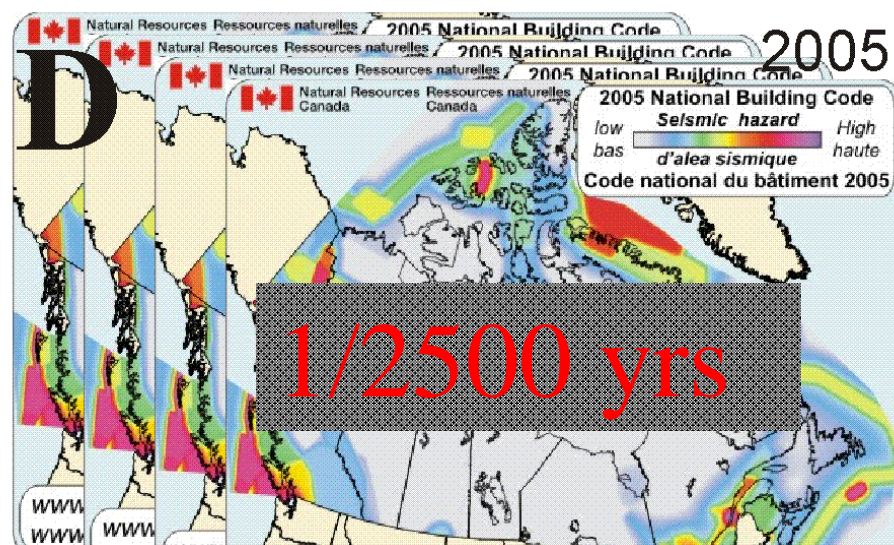 D
2005
Natural Resources Ressources naturelles
2005 National Building Code
Natural Resources Ressources naturelles
2005 National Building Code
Natural Resources Ressources naturelles
2005 National Building Code
Natural Resources Ressources naturelles
Canada Canada
2005 National Building Code
Seismic hazard
low High
bas haute
d'alea sismique
Code national du bâtiment 2005
1/2500 yrs
www
www
www
www